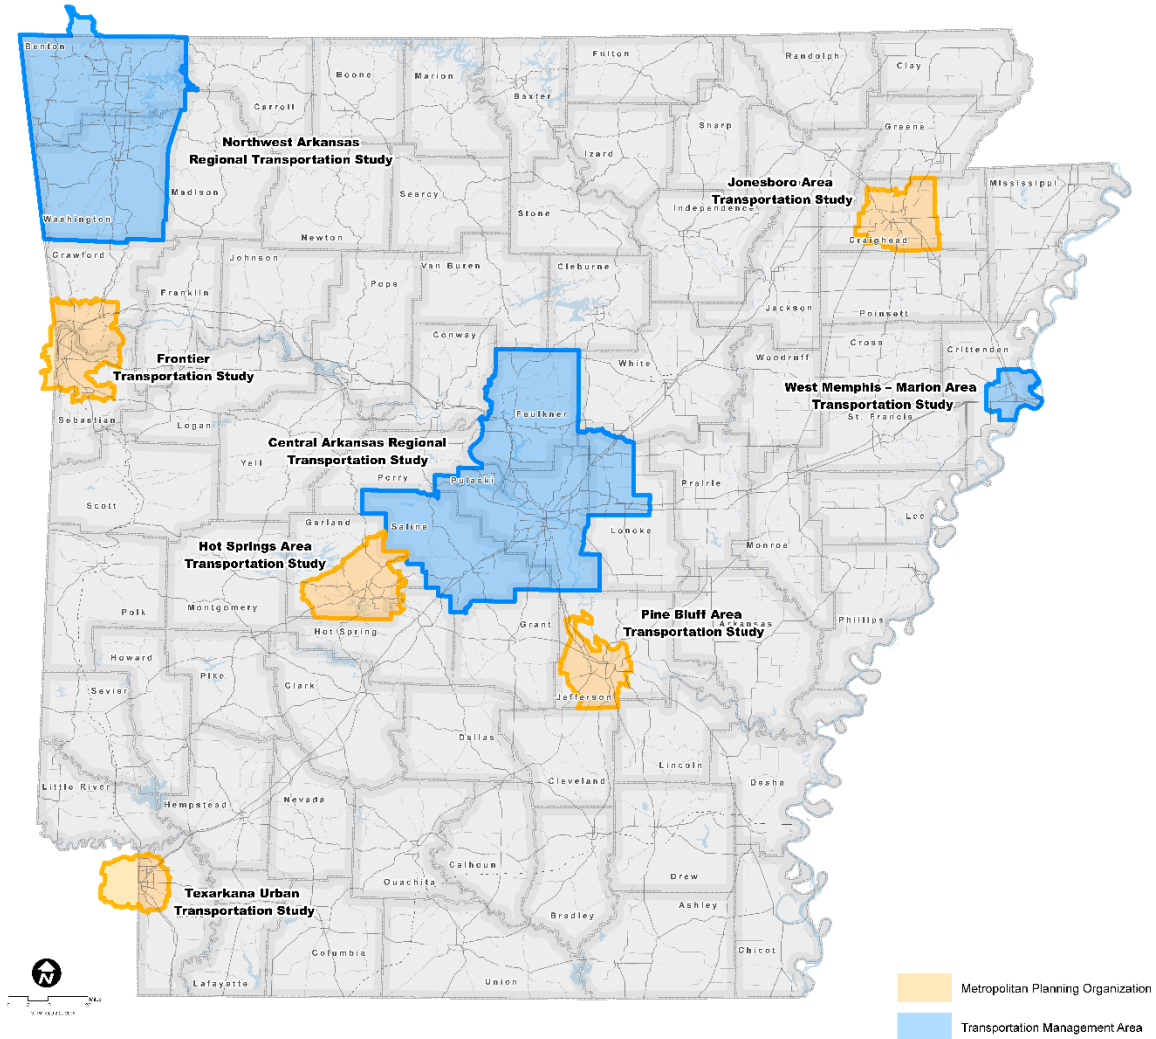 Benton
Fulton
Randolph
Clay
Boone
Marion
Baxter
Carroll
Sharp
Greene
Northwest Arkansas
Regional Transportation Study
Izard
Jonesboro Area
Transportation Study
Mississippi
Madison
Searcy
Stone
Independence
Washington
Newton
Craighead
Crawford
Johnson
Van Buren
Cleburne
Franklin
Pope
Jackson
Poinsett
Conway
Cross
Crittenden
Frontier
Transportation Study
White
Woodruff
West Memphis – Marion Area
Transportation Study
St. Francis
Sebastian
Logan
Faulkner
Central Arkansas Regional
Transportation Study
Yell
Perry
Pulaski
Prairie
Scott
Garland
Saline
Lonoke
Lee
Monroe
Hot Springs Area
Transportation Study
Polk
Montgomery
Hot Spring
Grant
Pine Bluff Area
Transportation Study
Arkansas
Phillips
Howard
Pike
Clark
Sevier
Jefferson
Dallas
Lincoln
Cleveland
Desha
Little River
Hempstead
Nevada
Calhoun
Ouachita
Drew
Texarkana Urban
Transportation Study
Ashley
Bradley
Columbia
Chicot
Union
Lafayette
N
Miles
Metropolitan Planning Organization
Transportation Management Area